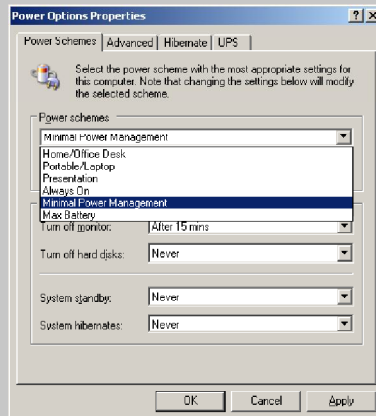 Power Options Properties
Power Schemes Advanced Hibernate UPS
Select the power scheme with the most appropriate settings for
this computer. Note that changing the settings below will modify
the selected scheme.
Power schemes
Minimal Power Management
Home/Office Desk
Portable/Laptop
Presentation
Always On
Minimal Power Management
Max Battery
Turn off monitor: After 15 mins
Turn off hard disks: Never
System standby: Never
System hibernates: Never
OK Cancel Apply